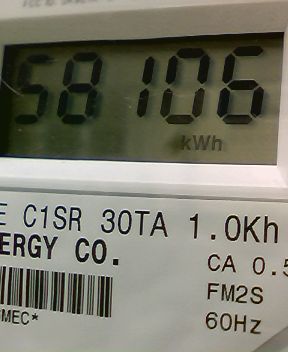 58106
kWh
E C1SR 30TA 1.0Kh
ERGY CO.
CA 0.5
FM2S
MEC*
60Hz